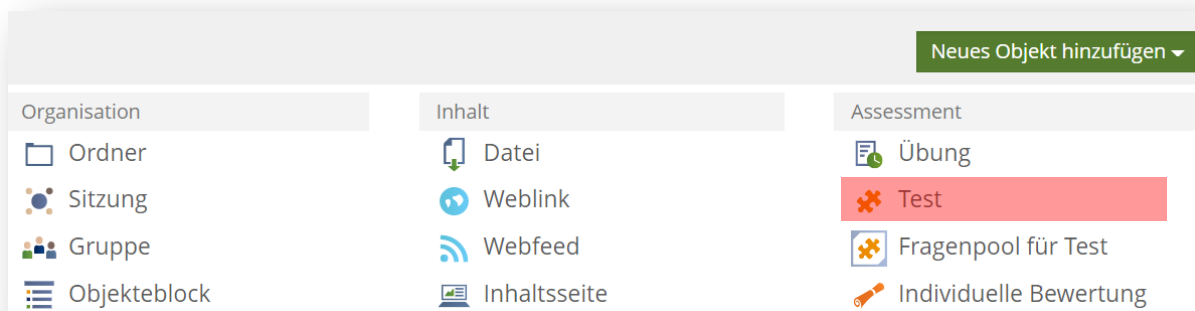 Neues Objekt hinzufügen
Organisation
Ordner
Sitzung
Gruppe
Objekteblock
Inhalt
Datei
Weblink
Webfeed
Inhaltsseite
Assessment
Übung
Test
Fragenpool für Test
Individuelle Bewertung